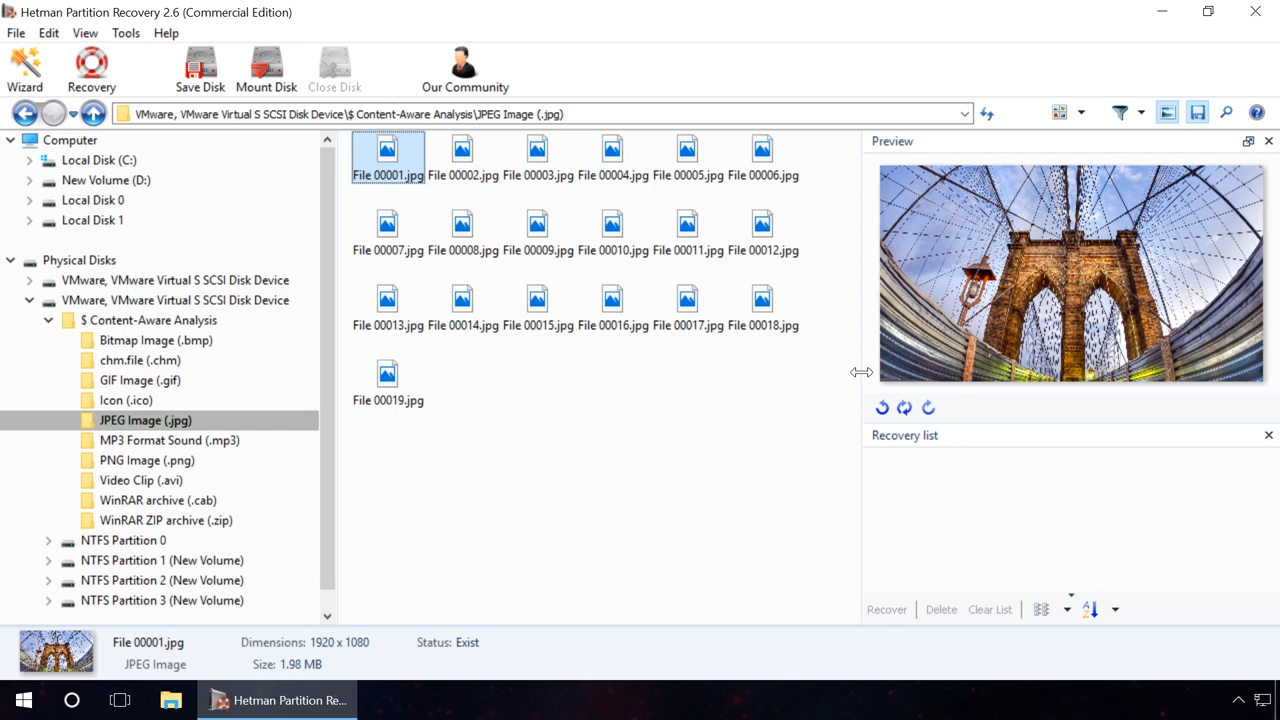 Hetman Partition Recovery 2.6 (Commercial Edition)
File Edit View Tools Help
Wizard Recovery Save Disk Mount Disk Close Disk Our Community
VMware, VMware Virtual S SCSI Disk Device\$ Content-Aware Analysis\JPEG Image (.jpg)
Computer
Local Disk (C:)
New Volume (D:)
Local Disk 0
Local Disk 1
Physical Disks
VMware, VMware Virtual S SCSI Disk Device
VMware, VMware Virtual S SCSI Disk Device
$ Content-Aware Analysis
Bitmap Image (.bmp)
chm.file (.chm)
GIF Image (.gif)
Icon (.ico)
JPEG Image (.jpg)
MP3 Format Sound (.mp3)
PNG Image (.png)
Video Clip (.avi)
WinRAR archive (.cab)
WinRAR ZIP archive (.zip)
NTFS Partition 0
NTFS Partition 1 (New Volume)
NTFS Partition 2 (New Volume)
NTFS Partition 3 (New Volume)
File 00001.jpg File 00002.jpg File 00003.jpg File 00004.jpg File 00005.jpg File 00006.jpg
File 00007.jpg File 00008.jpg File 00009.jpg File 00010.jpg File 00011.jpg File 00012.jpg
File 00013.jpg File 00014.jpg File 00015.jpg File 00016.jpg File 00017.jpg File 00018.jpg
File 00019.jpg
Preview
Recovery list
Recover Delete Clear List
File 00001.jpg Dimensions: 1920 x 1080 Status: Exist
JPEG Image Size: 1.98 MB
Hetman Partition Re...